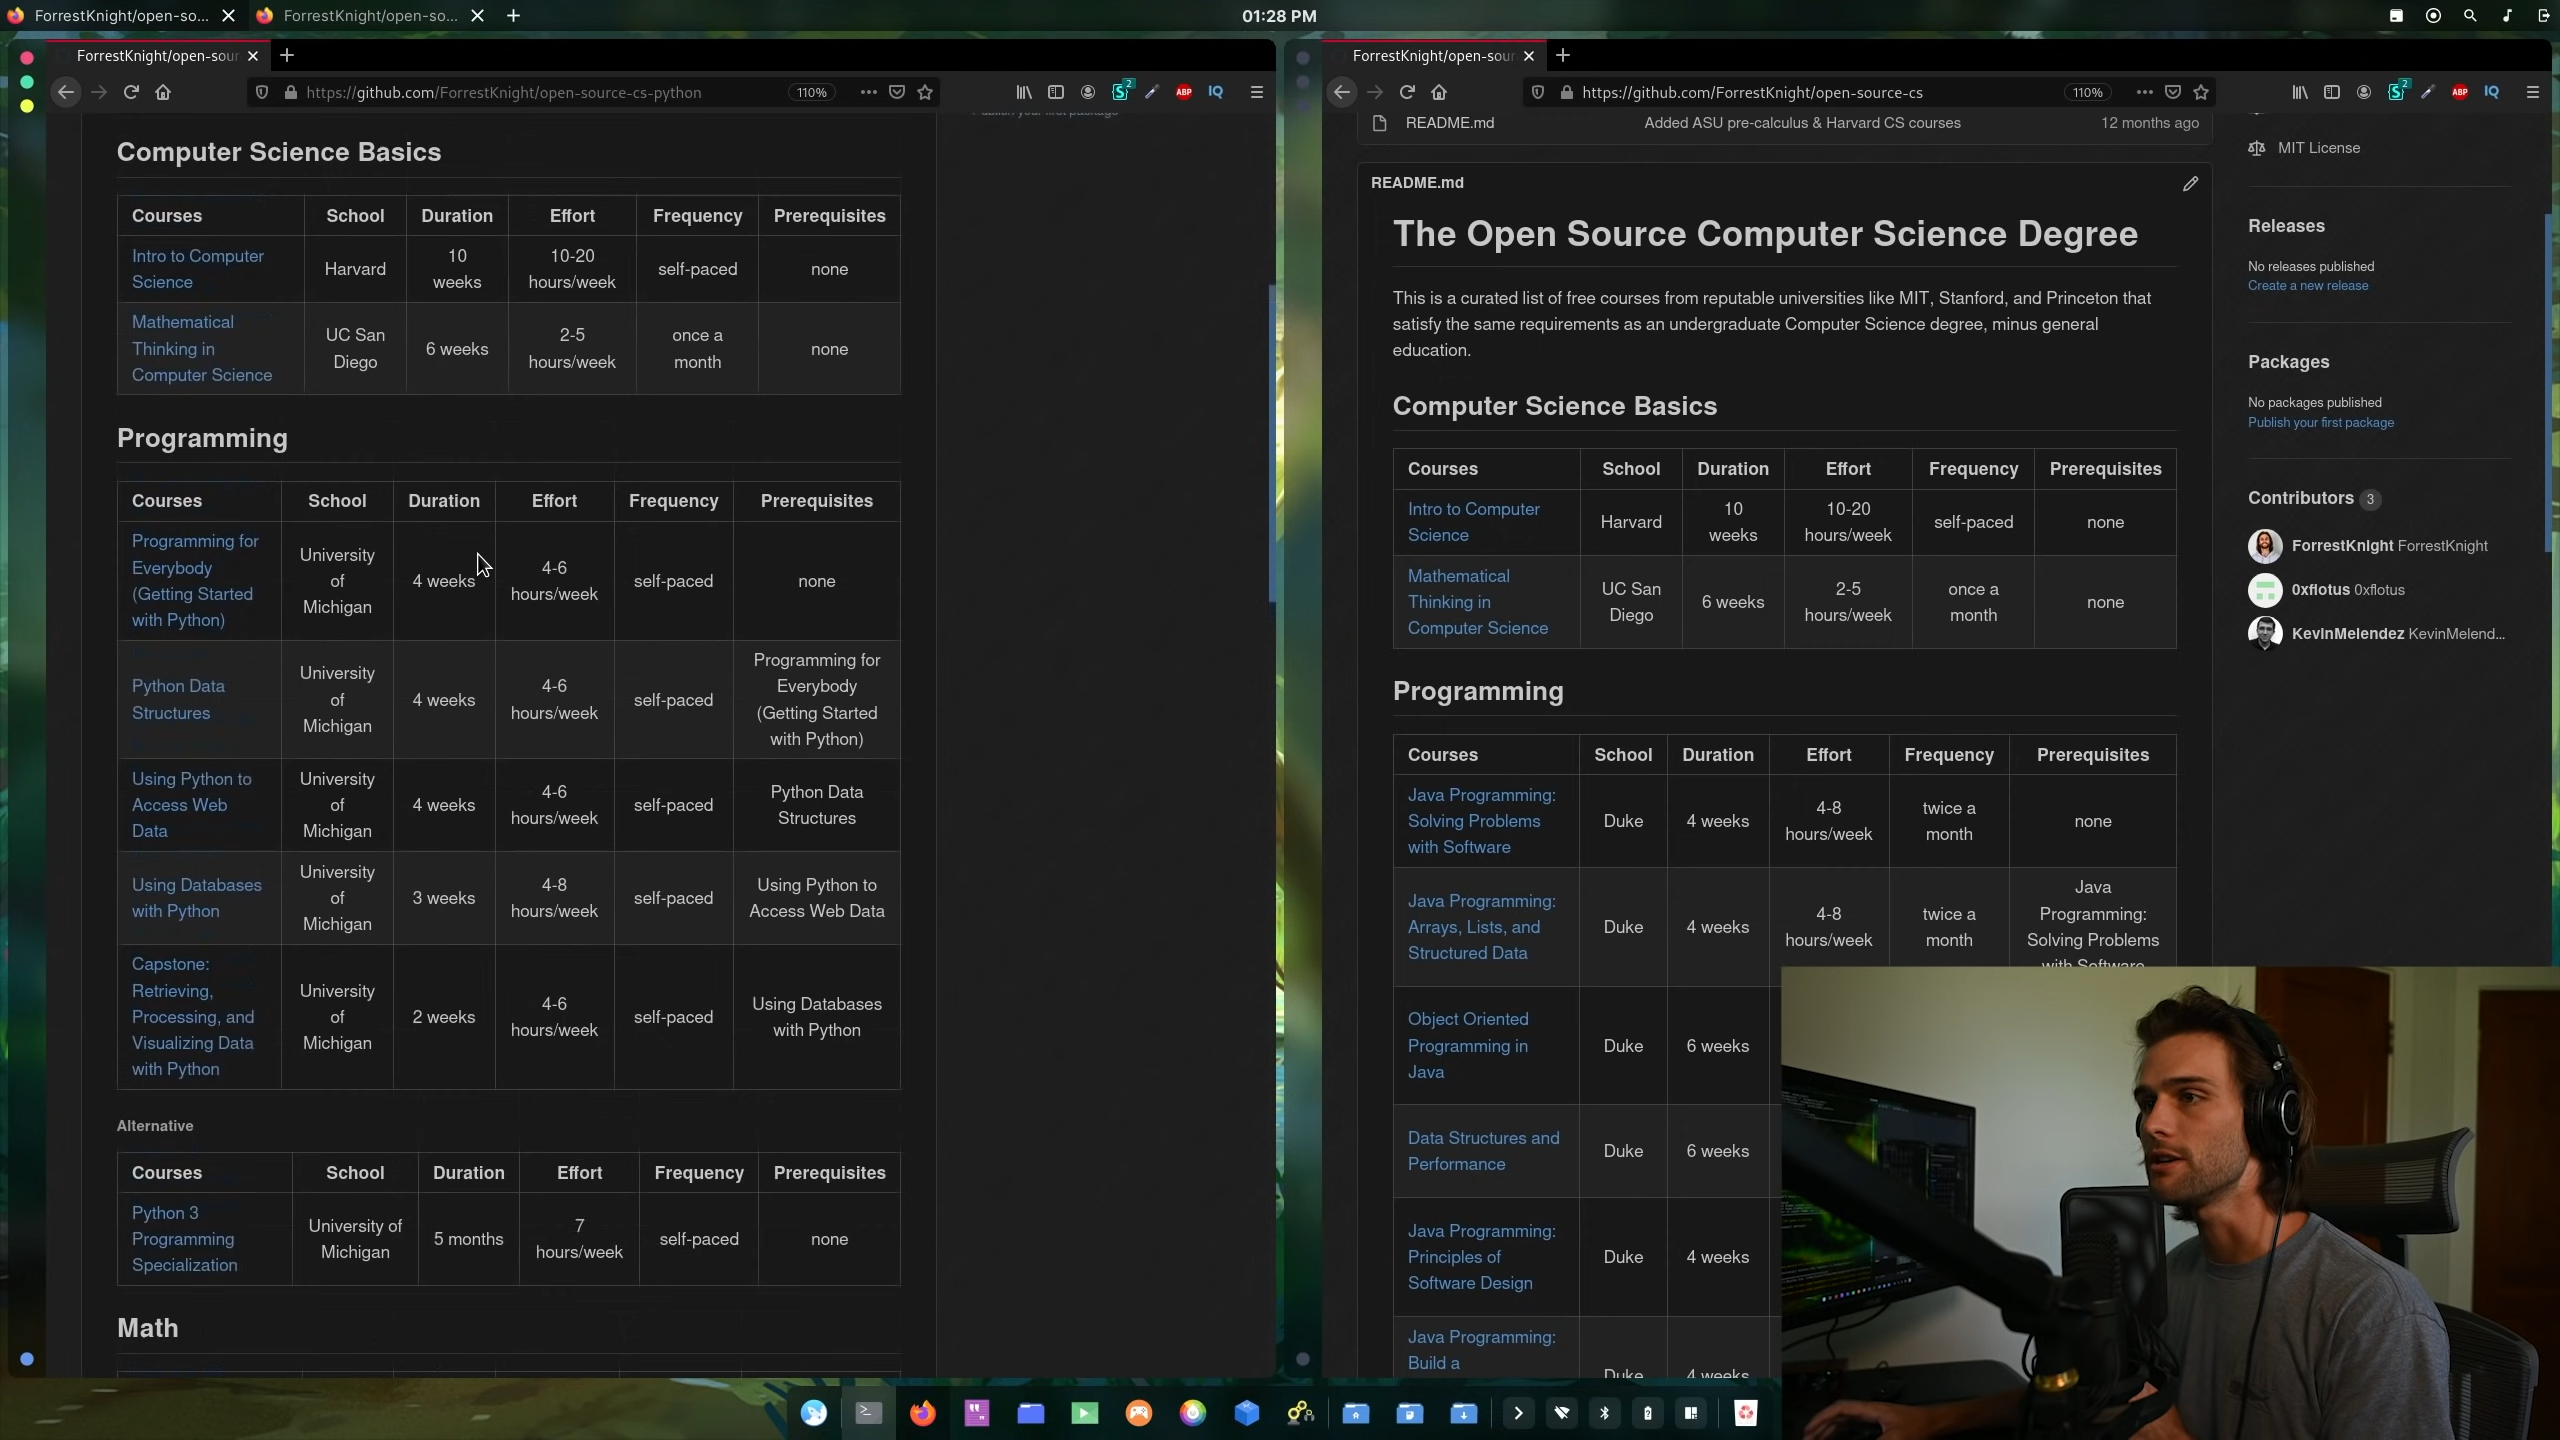 ForrestKnight/open-so...
ForrestKnight/open-so...
01:28 PM
ForrestKnight/open-sour
https://github.com/ForrestKnight/open-source-cs-python
110%
2
ABP
IQ
Computer Science Basics
Courses School Duration Effort Frequency Prerequisites
Intro to Computer
Science
Harvard
10
weeks
10-20
hours/week
self-paced
none
Mathematical
Thinking in
Computer Science
UC San
Diego
6 weeks
2-5
hours/week
once a
month
none
Programming
Courses School Duration Effort Frequency Prerequisites
Programming for
Everybody
(Getting Started
with Python)
University
of
Michigan
4 weeks
4-6
hours/week
self-paced
none
Python Data
Structures
University
of
Michigan
4 weeks
4-6
hours/week
self-paced
Programming for
Everybody
(Getting Started
with Python)
Using Python to
Access Web
Data
University
of
Michigan
4 weeks
4-6
hours/week
self-paced
Python Data
Structures
Using Databases
with Python
University
of
Michigan
3 weeks
4-8
hours/week
self-paced
Using Python to
Access Web Data
Capstone:
Retrieving,
Processing, and
Visualizing Data
with Python
University
of
Michigan
2 weeks
4-6
hours/week
self-paced
Using Databases
with Python
Alternative
Courses School Duration Effort Frequency Prerequisites
Python 3
Programming
Specialization
University of
Michigan
5 months
7
hours/week
self-paced
none
Math
ForrestKnight/open-sour
https://github.com/ForrestKnight/open-source-cs
110%
2
ABP
IQ
README.md Added ASU pre-calculus & Harvard CS courses 12 months ago
README.md
The Open Source Computer Science Degree
This is a curated list of free courses from reputable universities like MIT, Stanford, and Princeton that
satisfy the same requirements as an undergraduate Computer Science degree, minus general
education.
Computer Science Basics
Courses School Duration Effort Frequency Prerequisites
Intro to Computer
Science
Harvard
10
weeks
10-20
hours/week
self-paced
none
Mathematical
Thinking in
Computer Science
UC San
Diego
6 weeks
2-5
hours/week
once a
month
none
Programming
Courses School Duration Effort Frequency Prerequisites
Java Programming:
Solving Problems
with Software
Duke
4 weeks
4-8
hours/week
twice a
month
none
Java Programming:
Arrays, Lists, and
Structured Data
Duke
4 weeks
4-8
hours/week
twice a
month
Java
Programming:
Solving Problems
with Software
Object Oriented
Programming in
Java
Duke
6 weeks
Data Structures and
Performance
Duke
6 weeks
Java Programming:
Principles of
Software Design
Duke
4 weeks
Java Programming:
Build a
Duke
4 weeks
MIT License
Releases
No releases published
Create a new release
Packages
No packages published
Publish your first package
Contributors 3
ForrestKnight ForrestKnight
0xflotus 0xflotus
KevinMelendez KevinMelend...